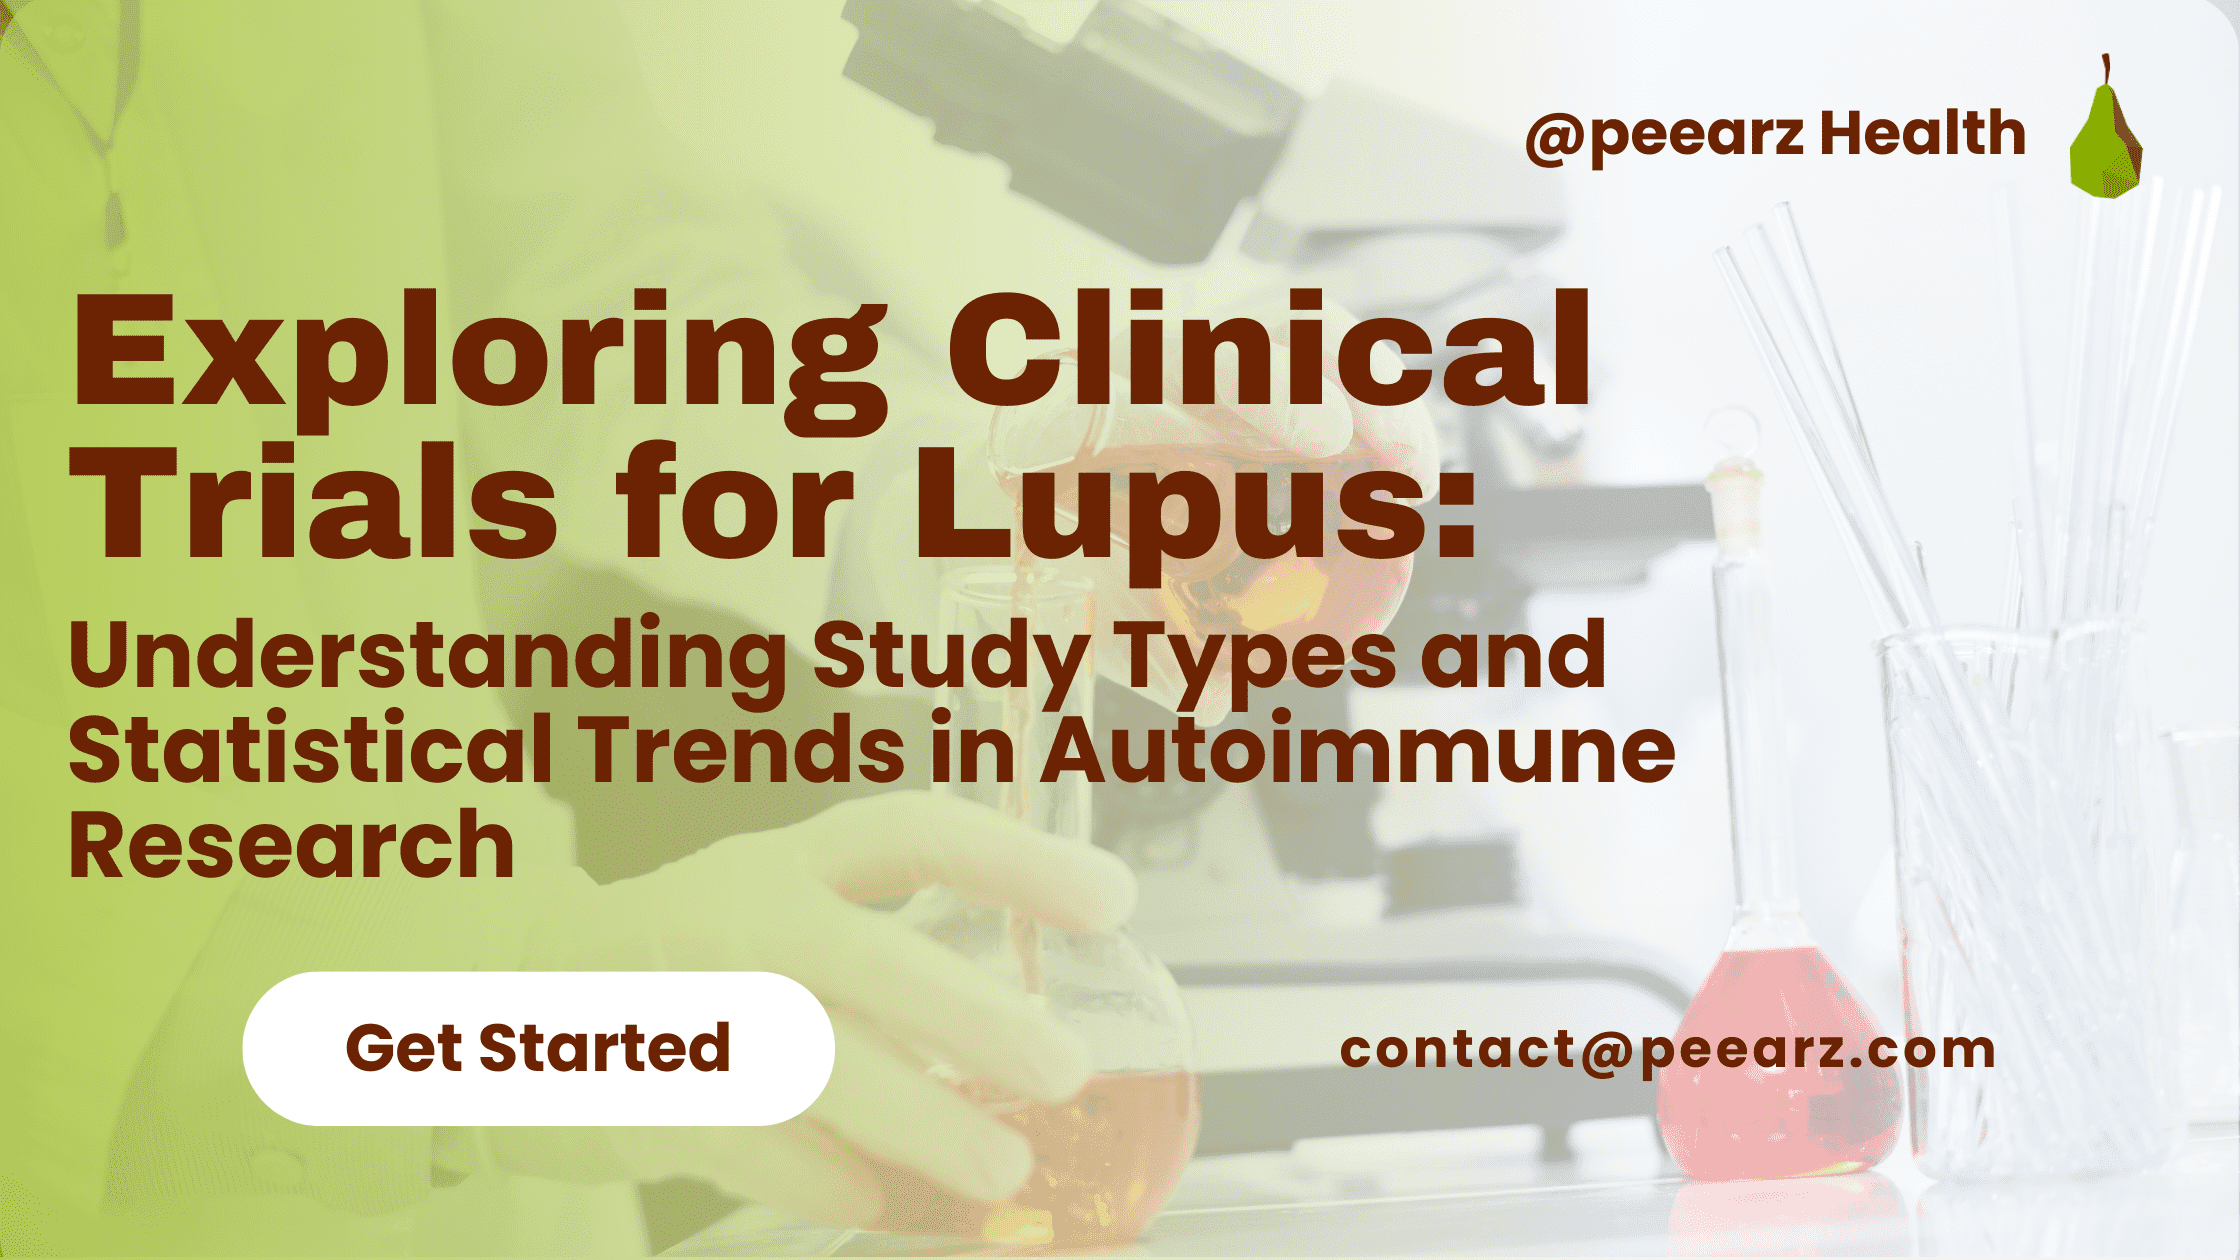 @peearz Health
Exploring Clinical
Trials for Lupus:
Understanding Study Types and
Statistical Trends in Autoimmune
Research
Get Started
contact@peearz.com